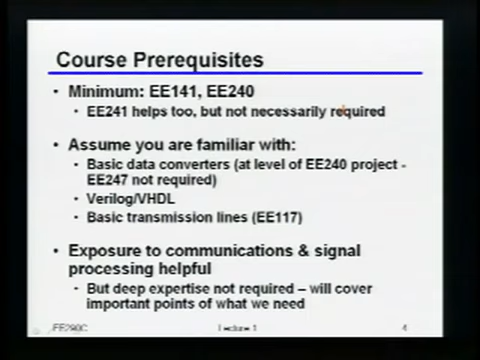 Course Prerequisites
• Minimum: EE141, EE240
• EE241 helps too, but not necessarily required
• Assume you are familiar with:
• Basic data converters (at level of EE240 project -
EE247 not required)
• Verilog/VHDL
• Basic transmission lines (EE117)
• Exposure to communications & signal
processing helpful
• But deep expertise not required – will cover
important points of what we need
EE290C Lecture 1 4